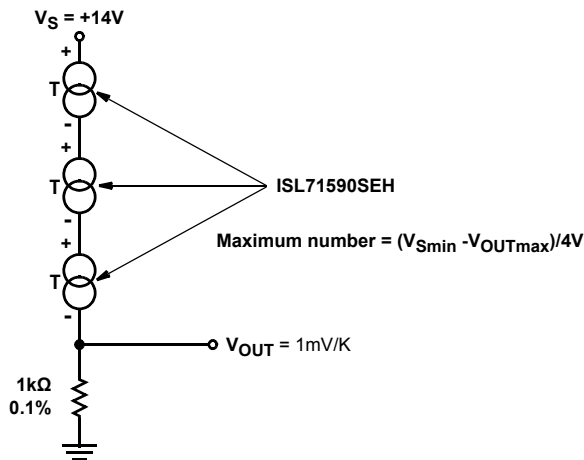 V_S = +14V
+
T
-
+
T
-
ISL71590SEH
Maximum number = (V_Smin -V_OUTmax)/4V
+
T
-
V_OUT = 1mV/K
1kΩ
0.1%